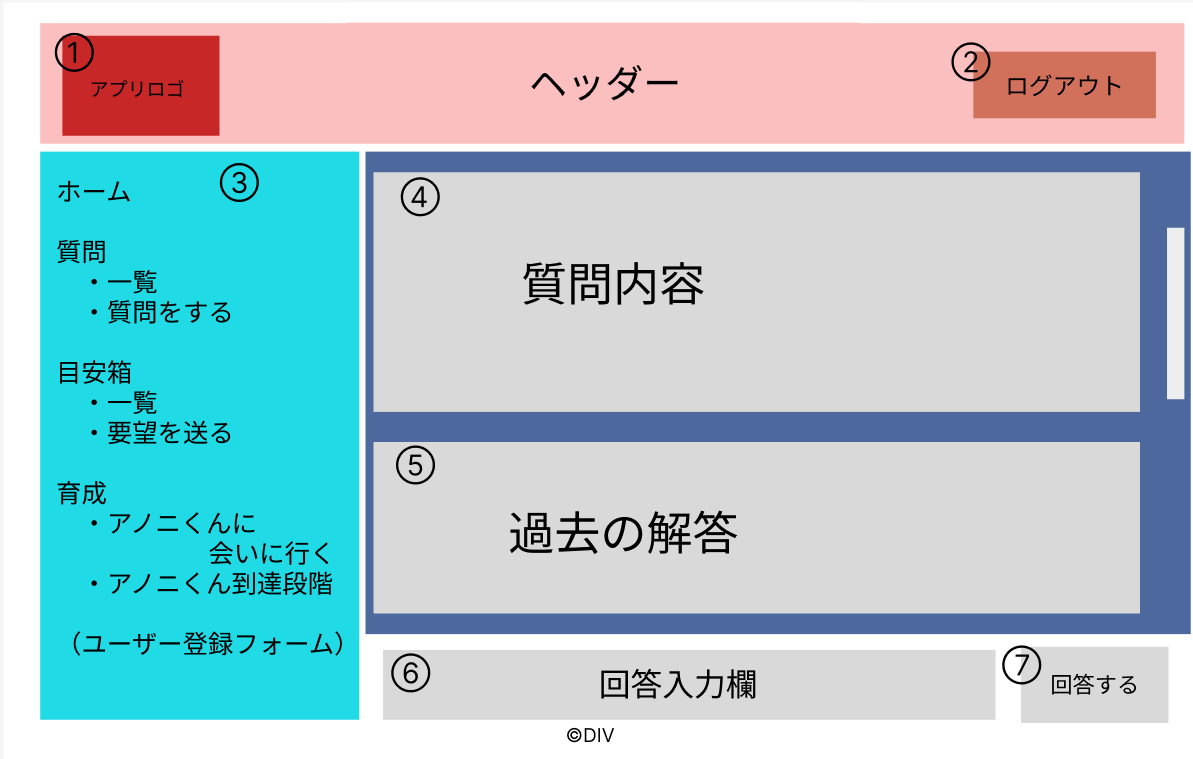 ①
アプリロゴ
ヘッダー
②
ログアウト
③
ホーム
質問
・一覧
・質問をする
目安箱
・一覧
・要望を送る
育成
・アノニくんに
会いに行く
・アノニくん到達段階
（ユーザー登録フォーム）
④
質問内容
⑤
過去の解答
⑥
回答入力欄
⑦
回答する
©DIV